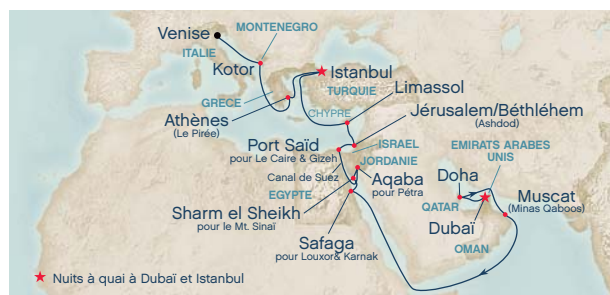 Venise
MONTENEGRO
ITALIE
Kotor
Istanbul
TURQUIE
Limassol
GRECE
CHYPRE
Athènes
(Le Pirée)
Jérusalem/Béthléhem
(Ashdod)
Port Saïd
pour Le Caire & Gizeh
ISRAEL
EMIRATS ARABES
UNIS
JORDANIE
Canal de Suez
Aqaba
pour Pétra
Doha
EGYPTE
QATAR
Muscat
(Minas Qaboos)
Sharm el Sheikh
pour le Mt. Sinaï
Dubaï
Safaga
pour Louxor & Karnak
OMAN
Nuits à quai à Dubaï et Istanbul